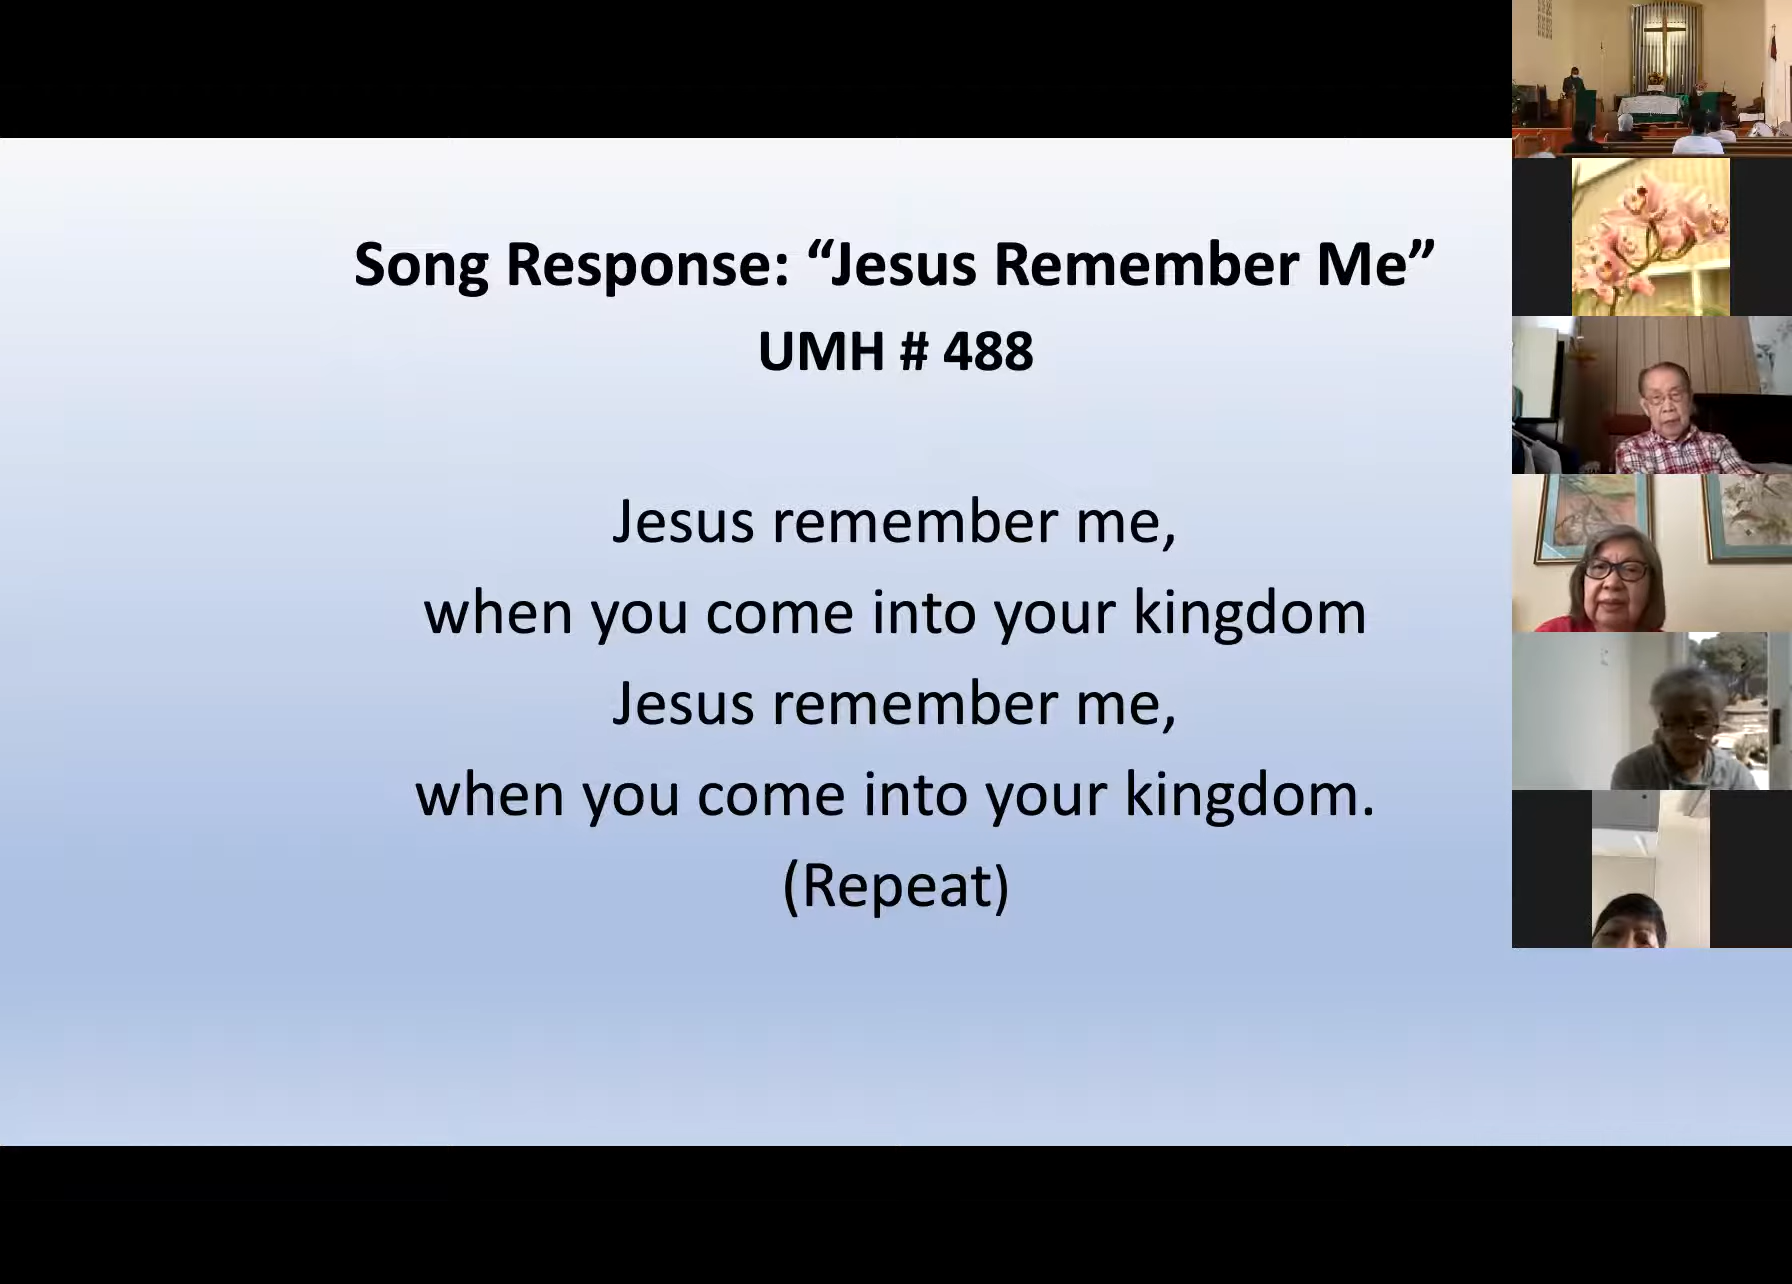 Song Response: “Jesus Remember Me”
UMH # 488
Jesus remember me,
when you come into your kingdom
Jesus remember me,
when you come into your kingdom.
(Repeat)